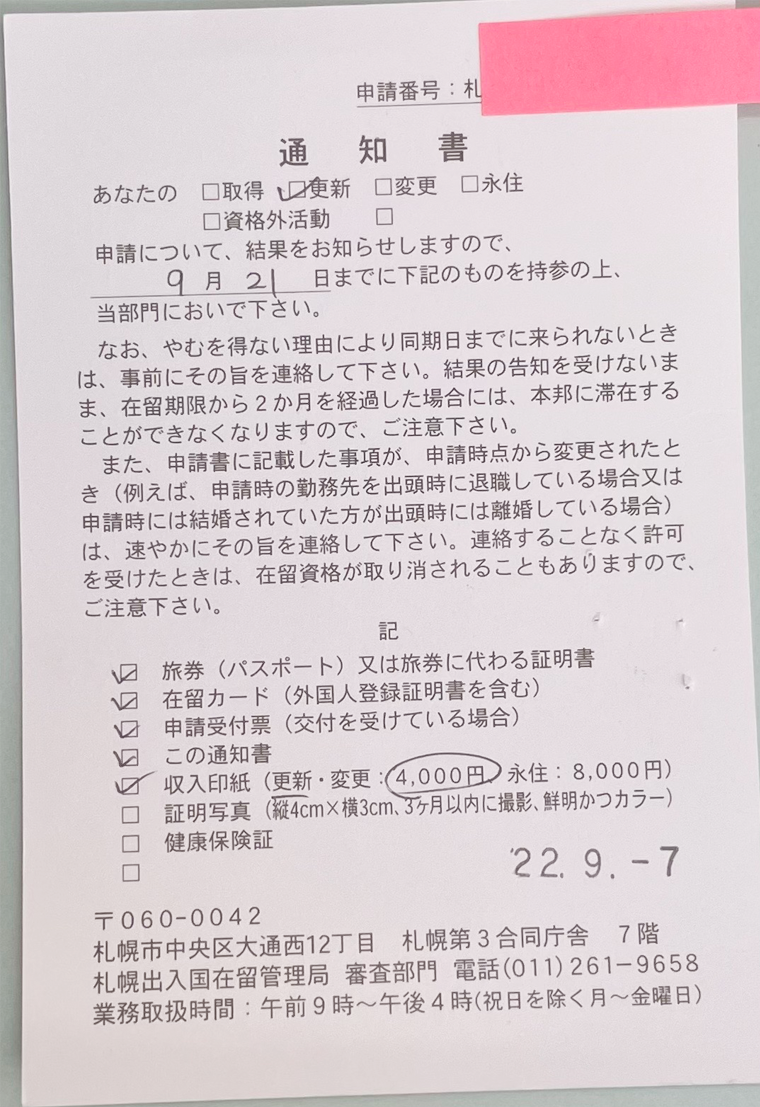 申請番号：札
通知書
あなたの □取得 ☑更新 □変更 □永住
□資格外活動 □
申請について、結果をお知らせしますので、
9月21日までに下記のものを持参の上、
当部門においで下さい。
なお、やむを得ない理由により同期日までに来られないとき
は、事前にその旨を連絡して下さい。結果の告知を受けないま
ま、在留期限から２か月を経過した場合には、本邦に滞在する
ことができなくなりますので、ご注意下さい。
また、申請書に記載した事項が、申請時点から変更されたと
き（例えば、申請時の勤務先を出頭時に退職している場合又は
申請時には結婚されていた方が出頭時には離婚している場合）
は、速やかにその旨を連絡して下さい。連絡することなく許可
を受けたときは、在留資格が取り消されることもありますので、
ご注意下さい。
記
☑ 旅券（パスポート）又は旅券に代わる証明書
☑ 在留カード（外国人登録証明書を含む）
☑ 申請受付票（交付を受けている場合）
☑ この通知書
☑ 収入印紙（更新・変更：4,000円、永住：8,000円）
□ 証明写真（縦4cm×横3cm、3ヶ月以内に撮影、鮮明かつカラー）
□ 健康保険証
□
'22.9.-7
〒060-0042
札幌市中央区大通西12丁目 札幌第３合同庁舎 ７階
札幌出入国在留管理局 審査部門 電話(011)261-9658
業務取扱時間：午前９時～午後４時(祝日を除く月～金曜日)